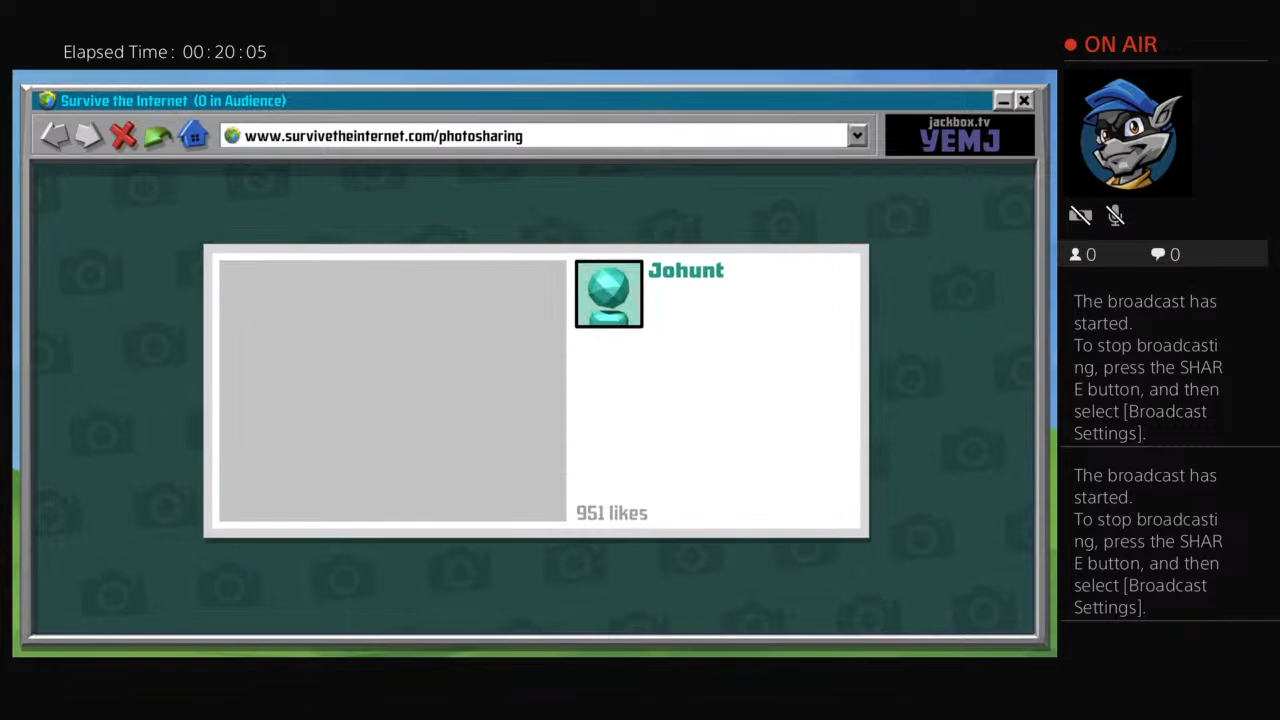 Elapsed Time: 00:20:05
ON AIR
Survive the Internet (0 in Audience)
www.survivetheinternet.com/photosharing
jackbox.tv
YEMJ
Johunt
951 likes
0
0
The broadcast has
started.
To stop broadcasti
ng, press the SHAR
E button, and then
select [Broadcast
Settings].
The broadcast has
started.
To stop broadcasti
ng, press the SHAR
E button, and then
select [Broadcast
Settings].